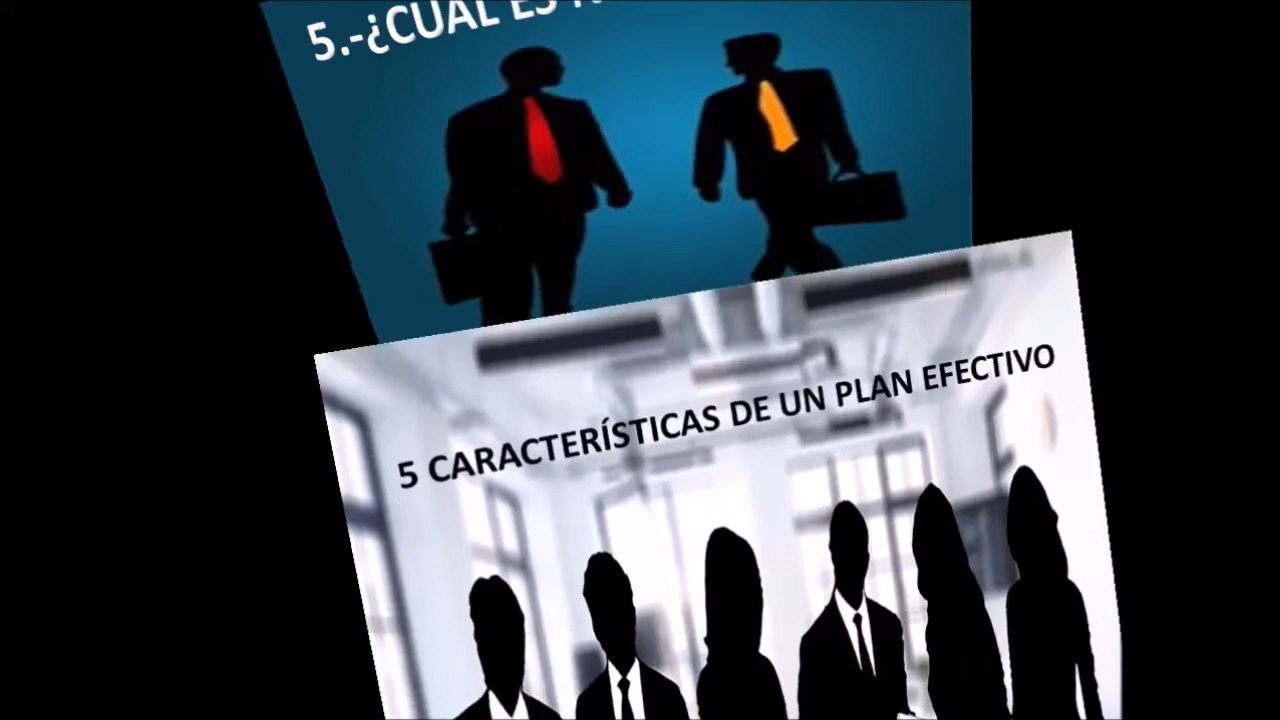 5.-¿CUAL ES
5 CARACTERÍSTICAS DE UN PLAN EFECTIVO